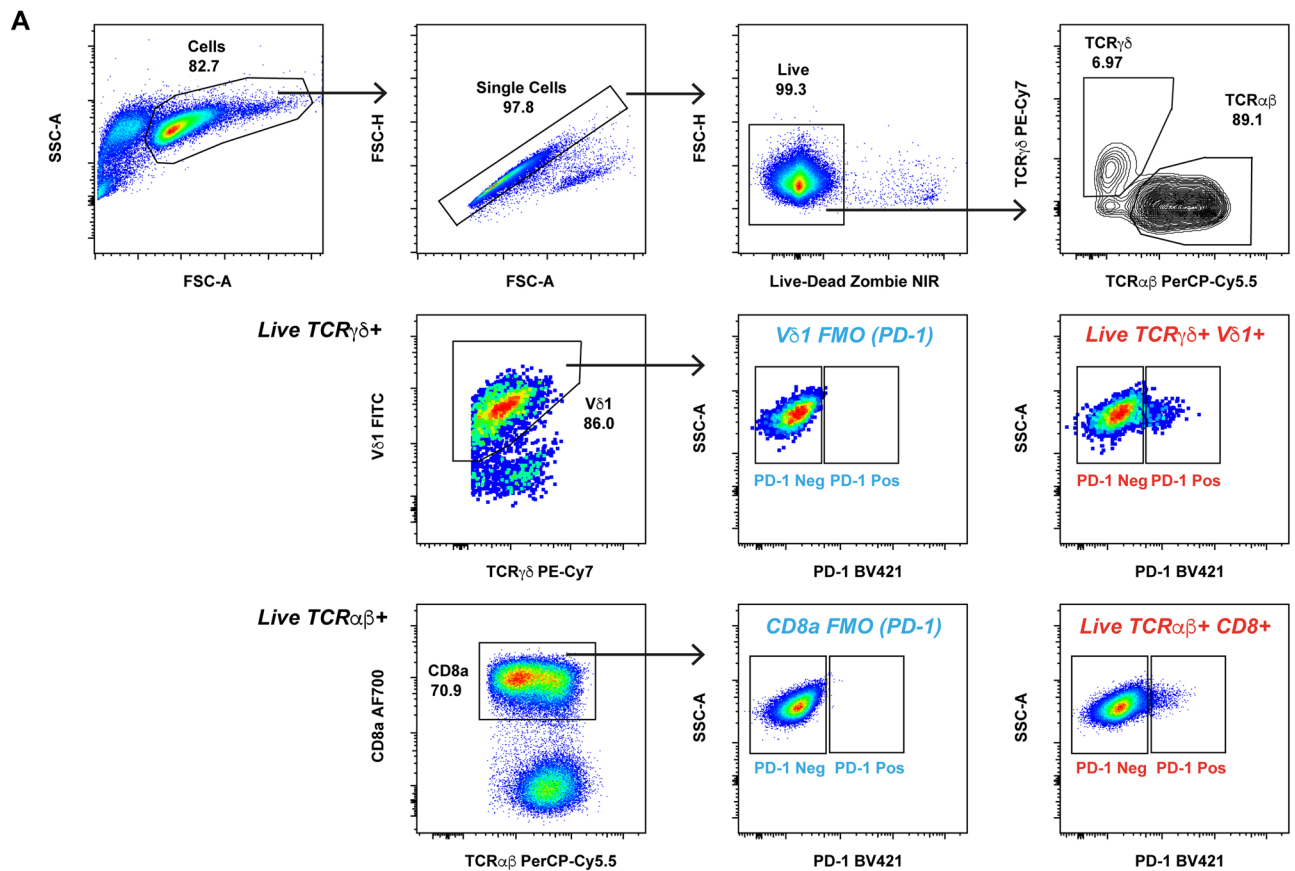 A
Cells
82.7
SSC-A
FSC-A
Single Cells
97.8
FSC-H
FSC-A
Live
99.3
FSC-H
Live-Dead Zombie NIR
TCRγδ
6.97
TCRαβ
89.1
TCRγδ PE-Cy7
TCRαβ PerCP-Cy5.5
Live TCRγδ+
Vδ1
86.0
Vδ1 FITC
TCRγδ PE-Cy7
Vδ1 FMO (PD-1)
SSC-A
PD-1 Neg PD-1 Pos
PD-1 BV421
Live TCRγδ+ Vδ1+
SSC-A
PD-1 Neg PD-1 Pos
PD-1 BV421
Live TCRαβ+
CD8a
70.9
CD8a AF700
TCRαβ PerCP-Cy5.5
CD8a FMO (PD-1)
SSC-A
PD-1 Neg PD-1 Pos
PD-1 BV421
Live TCRαβ+ CD8+
SSC-A
PD-1 Neg PD-1 Pos
PD-1 BV421